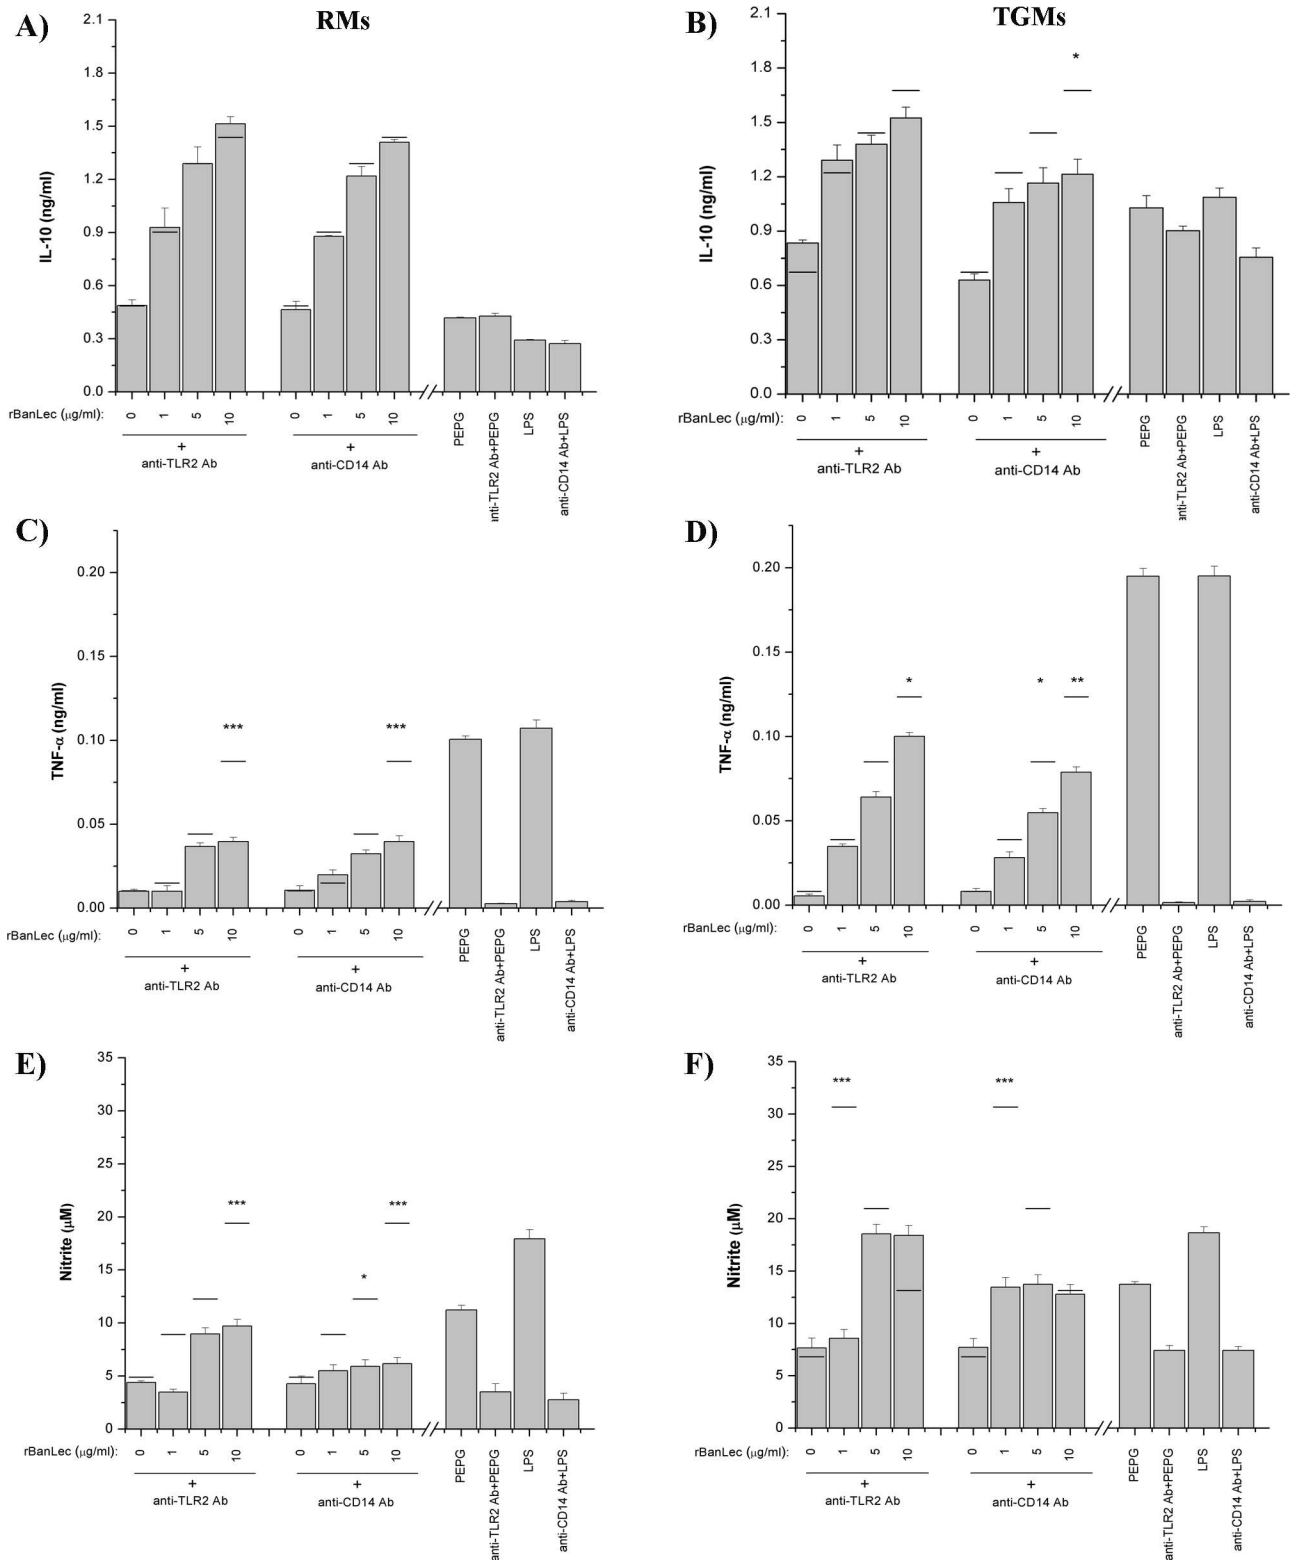 A)
RMs
2.1
1.8
1.5
1.2
0.9
0.6
0.3
0.0
IL-10 (ng/ml)
rBanLec (µg/ml):
0 1 5 10 0 1 5 10
+ +
anti-TLR2 Ab anti-CD14 Ab
PEPG
nti-TLR2 Ab+PEPG
LPS
anti-CD14 Ab+LPS
B)
TGMs
*
2.1
1.8
1.5
1.2
0.9
0.6
0.3
0.0
IL-10 (ng/ml)
rBanLec (µg/ml):
0 1 5 10 0 1 5 10
+ +
anti-TLR2 Ab anti-CD14 Ab
PEPG
anti-TLR2 Ab+PEPG
LPS
anti-CD14 Ab+LPS
C)
0.20
0.15
0.10
0.05
0.00
TNF-α (ng/ml)
*** ***
rBanLec (µg/ml):
0 1 5 10 0 1 5 10
+ +
anti-TLR2 Ab anti-CD14 Ab
PEPG
anti-TLR2 Ab+PEPG
LPS
anti-CD14 Ab+LPS
D)
0.20
0.15
0.10
0.05
0.00
TNF-α (ng/ml)
* * **
rBanLec (µg/ml):
0 1 5 10 0 1 5 10
+ +
anti-TLR2 Ab anti-CD14 Ab
PEPG
anti-TLR2 Ab+PEPG
LPS
anti-CD14 Ab+LPS
E)
35
30
25
20
15
10
5
0
Nitrite (µM)
*** * ***
rBanLec (µg/ml):
0 1 5 10 0 1 5 10
+ +
anti-TLR2 Ab anti-CD14 Ab
PEPG
anti-TLR2 Ab+PEPG
LPS
anti-CD14 Ab+LPS
F)
35
30
25
20
15
10
5
0
Nitrite (µM)
*** ***
rBanLec (µg/ml):
0 1 5 10 0 1 5 10
+ +
anti-TLR2 Ab anti-CD14 Ab
PEPG
anti-TLR2 Ab+PEPG
LPS
anti-CD14 Ab+LPS